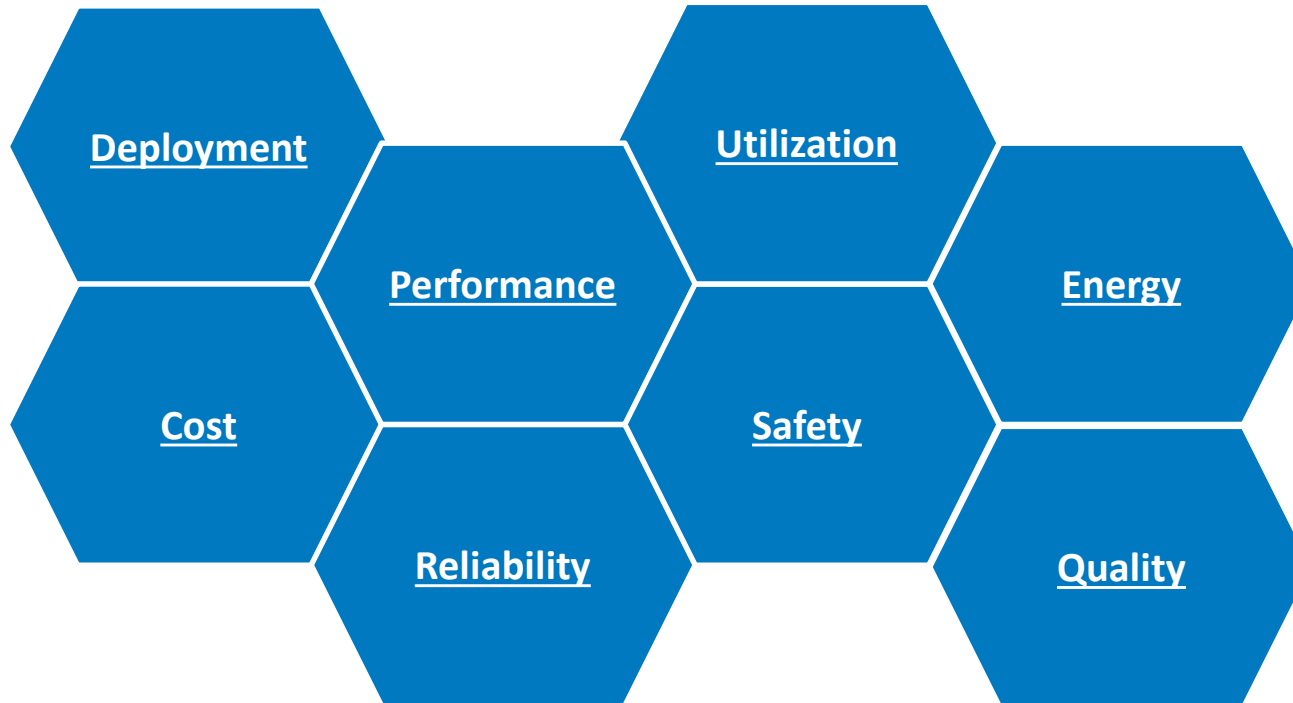 Deployment
Utilization
Performance
Energy
Cost
Safety
Reliability
Quality